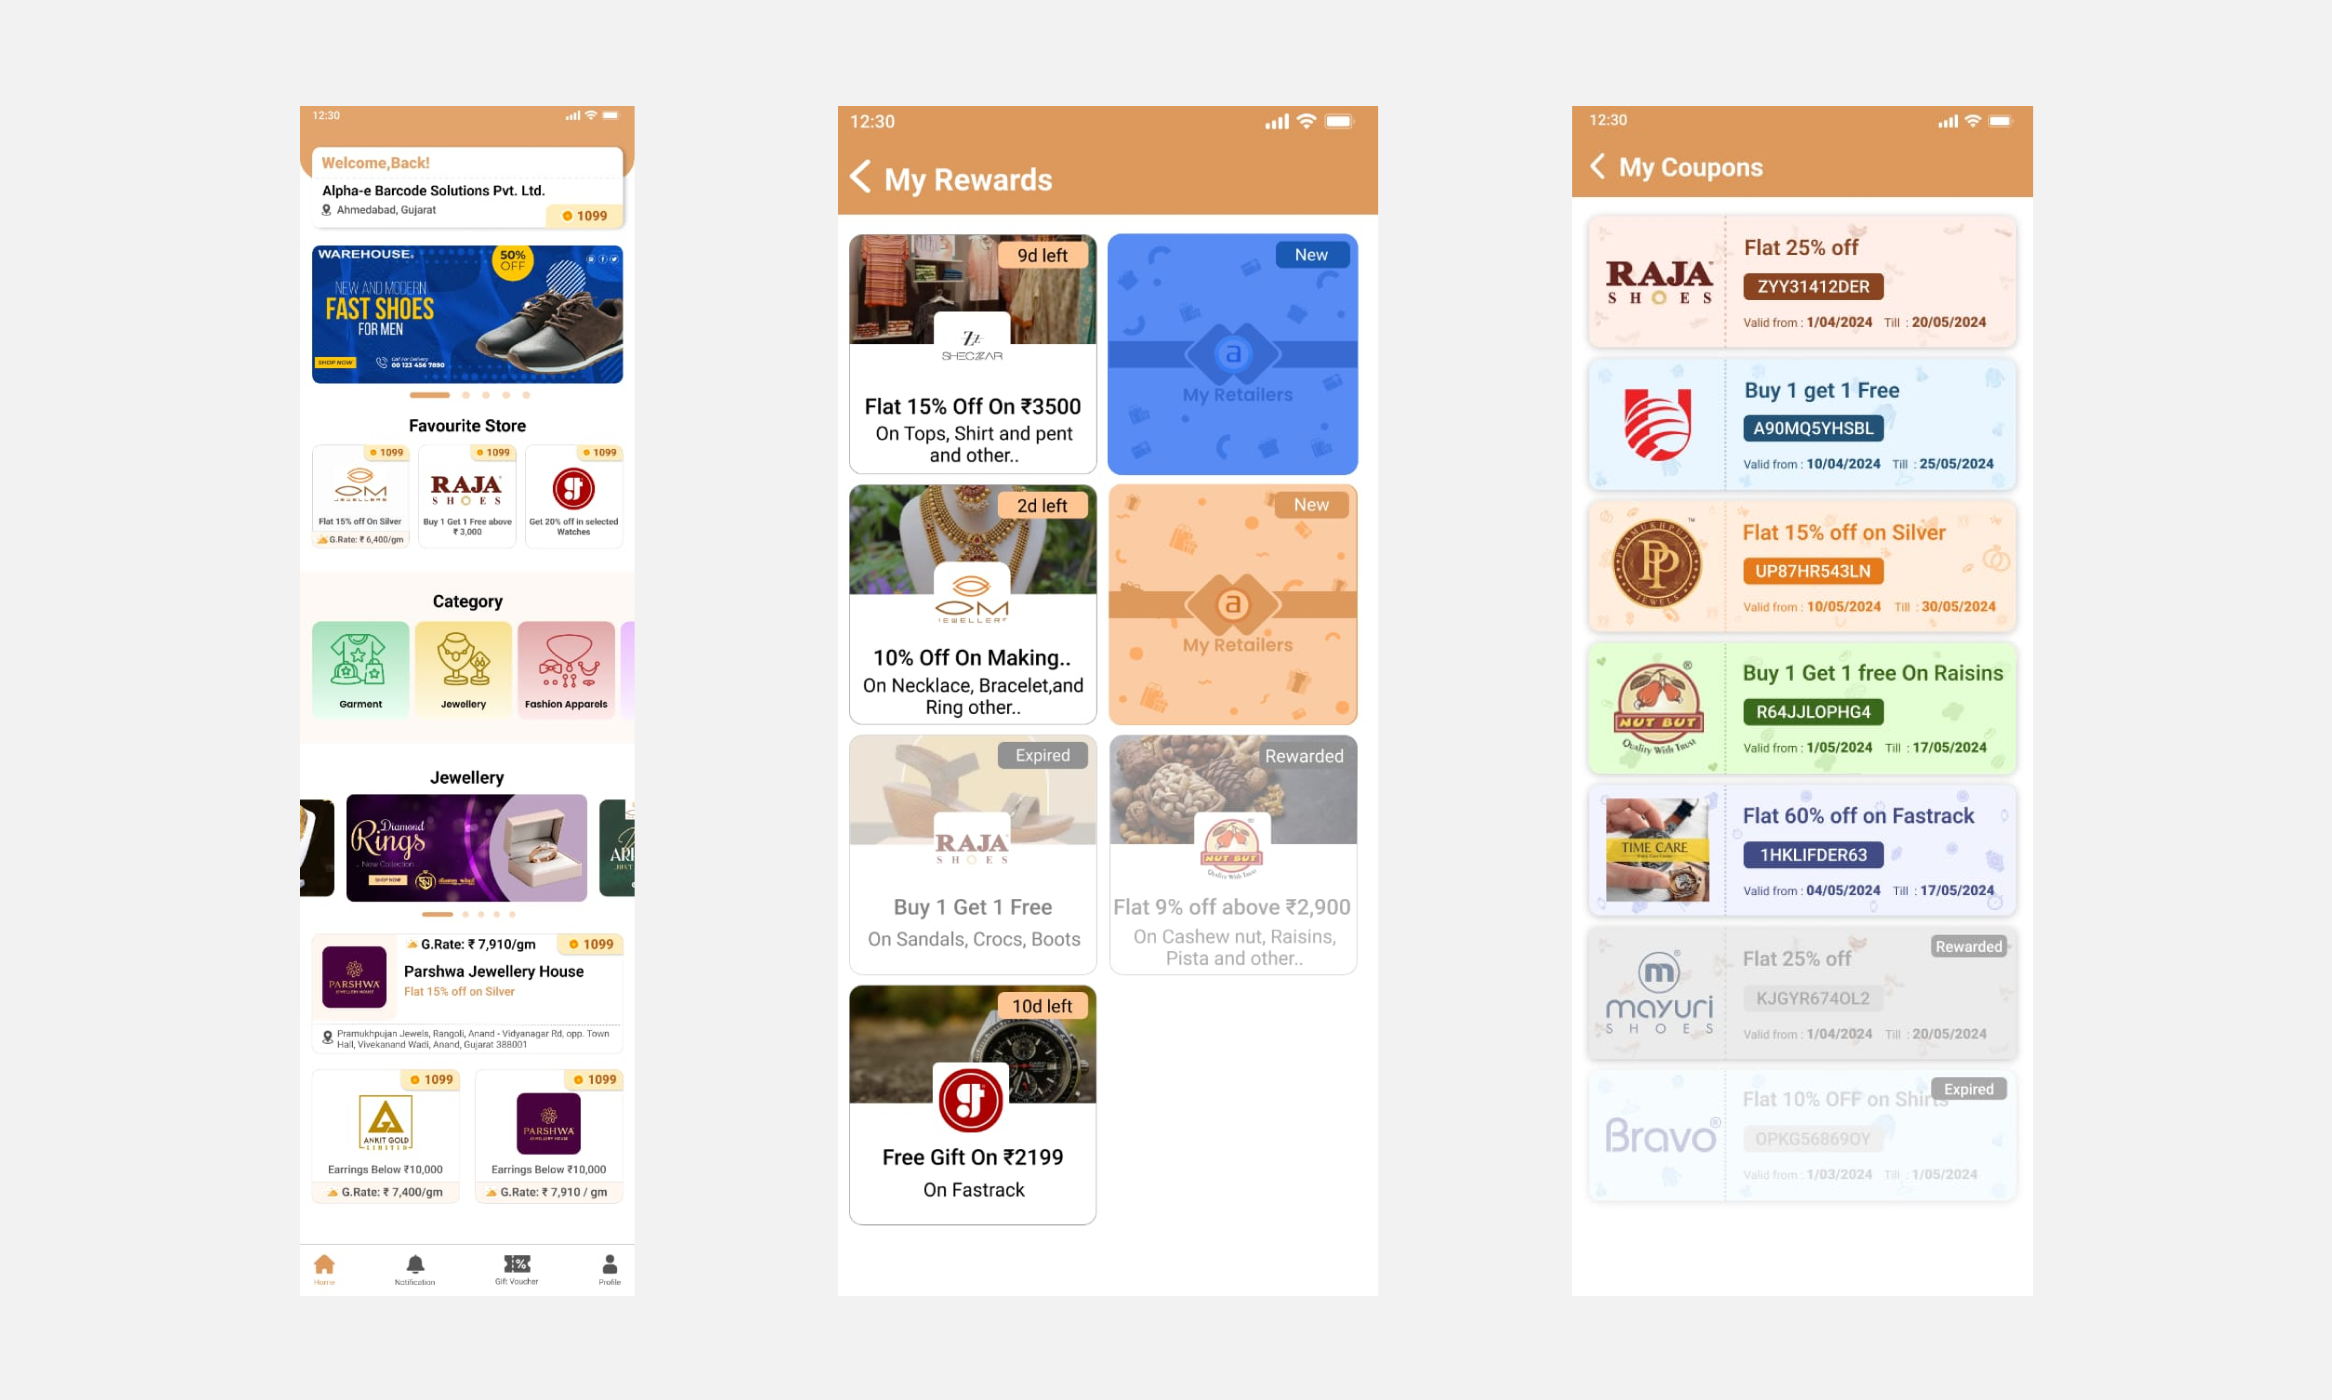 12:30
Welcome,Back!
Alpha-e Barcode Solutions Pvt. Ltd.
Ahmedabad, Gujarat
1099
WAREHOUSE.
50%
OFF
NEW AND MODERN
FAST SHOES
FOR MEN
SHOP NOW
Call For Delivery
00 123 456 7890
Favourite Store
1099
OM
JEWELLERS
Flat 15% off On Silver
G.Rate: ₹ 6,400/gm
1099
RAJA
SHOES
Buy 1 Get 1 Free above
₹ 3,000
1099
Get 20% off in selected
Watches
Category
Garment
Jewellery
Fashion Apparels
Jewellery
Diamond
Rings
New Collection
SHOP NOW
G.Rate: ₹ 7,910/gm
1099
PARSHWA
JEWELLERY HOUSE
Parshwa Jewellery House
Flat 15% off on Silver
Pramukhpujan Jewels, Rangoli, Anand - Vidyanagar Rd, opp. Town
Hall, Vivekanand Wadi, Anand, Gujarat 388001
1099
ANKIT GOLD
LIMITED
Earrings Below ₹10,000
G.Rate: ₹ 7,400/gm
1099
PARSHWA
JEWELLERY HOUSE
Earrings Below ₹10,000
G.Rate: ₹ 7,910 / gm
Home
Notification
Gift Voucher
Profile
12:30
My Rewards
9d left
SHECZZAR
Flat 15% Off On ₹3500
On Tops, Shirt and pent
and other..
New
a
My Retailers
2d left
OM
JEWELLERS
10% Off On Making..
On Necklace, Bracelet,and
Ring other..
New
a
My Retailers
Expired
RAJA
SHOES
Buy 1 Get 1 Free
On Sandals, Crocs, Boots
Rewarded
NUT BUT
Quality With Trust
Flat 9% off above ₹2,900
On Cashew nut, Raisins,
Pista and other..
10d left
Free Gift On ₹2199
On Fastrack
12:30
My Coupons
RAJA
SHOES
Flat 25% off
ZYY31412DER
Valid from : 1/04/2024 Till : 20/05/2024
Buy 1 get 1 Free
A90MQ5YHSBL
Valid from : 10/04/2024 Till : 25/05/2024
PRAMUKHPUJAN
PP
JEWELS
TM
Flat 15% off on Silver
UP87HR543LN
Valid from : 10/05/2024 Till : 30/05/2024
NUT BUT
Quality With Trust
®
Buy 1 Get 1 free On Raisins
R64JJLOPHG4
Valid from : 1/05/2024 Till : 17/05/2024
TIME CARE
Flat 60% off on Fastrack
1HKLIFDER63
Valid from : 04/05/2024 Till : 17/05/2024
m
mayuri
SHOES
Rewarded
Flat 25% off
KJGYR674OL2
Valid from : 1/04/2024 Till : 20/05/2024
Bravo®
Expired
Flat 10% OFF on Shirts
OPKG56869OY
Valid from : 1/03/2024 Till : 1/05/2024